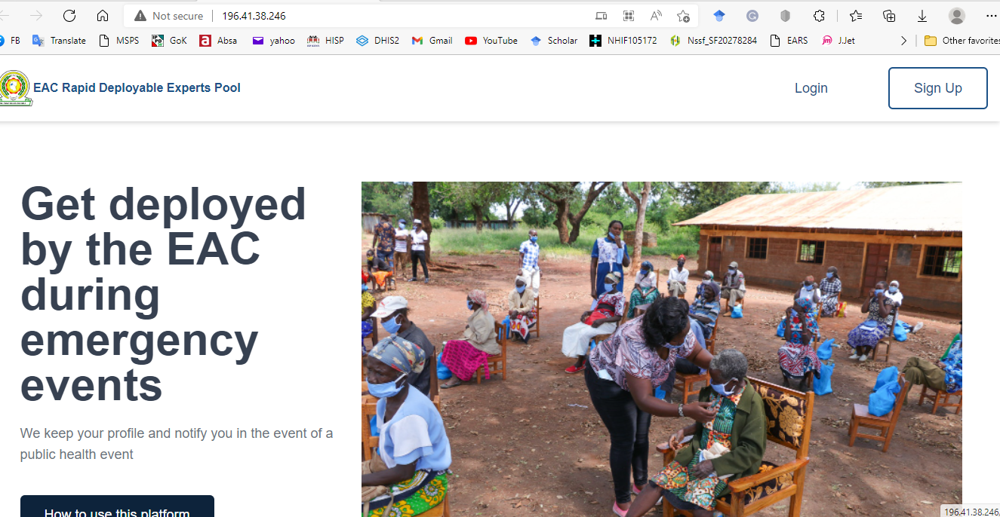 Not secure 196.41.38.246
FB Translate MSPS GoK Absa yahoo HISP DHIS2 Gmail YouTube Scholar NHIF105172 Nssf_SF20278284 EARS J.Jet Other favorites
EAC Rapid Deployable Experts Pool
Login
Sign Up
Get deployed
by the EAC
during
emergency
events
We keep your profile and notify you in the event of a
public health event
How to use this platform
196.41.38.246/